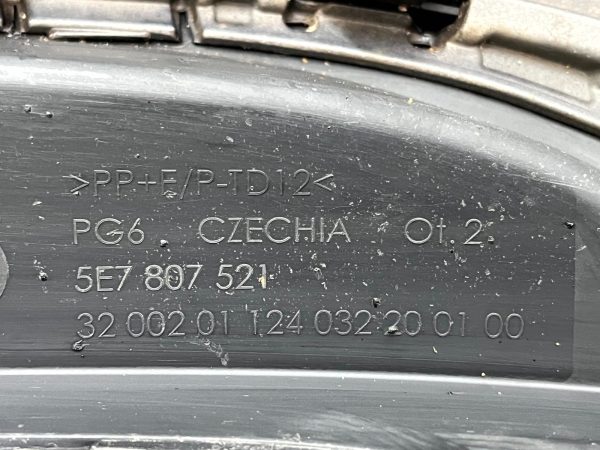 >PP+E/P-TD12<
PG6 CZECHIA Ot.2
5E7 807 521
32 002 01 124 032 20 01 00